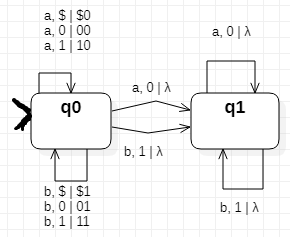 a, $ | $0
a, 0 | 00
a, 1 | 10
a, 0 | λ
q0
a, 0 | λ
q1
b, 1 | λ
b, $ | $1
b, 0 | 01
b, 1 | 11
b, 1 | λ